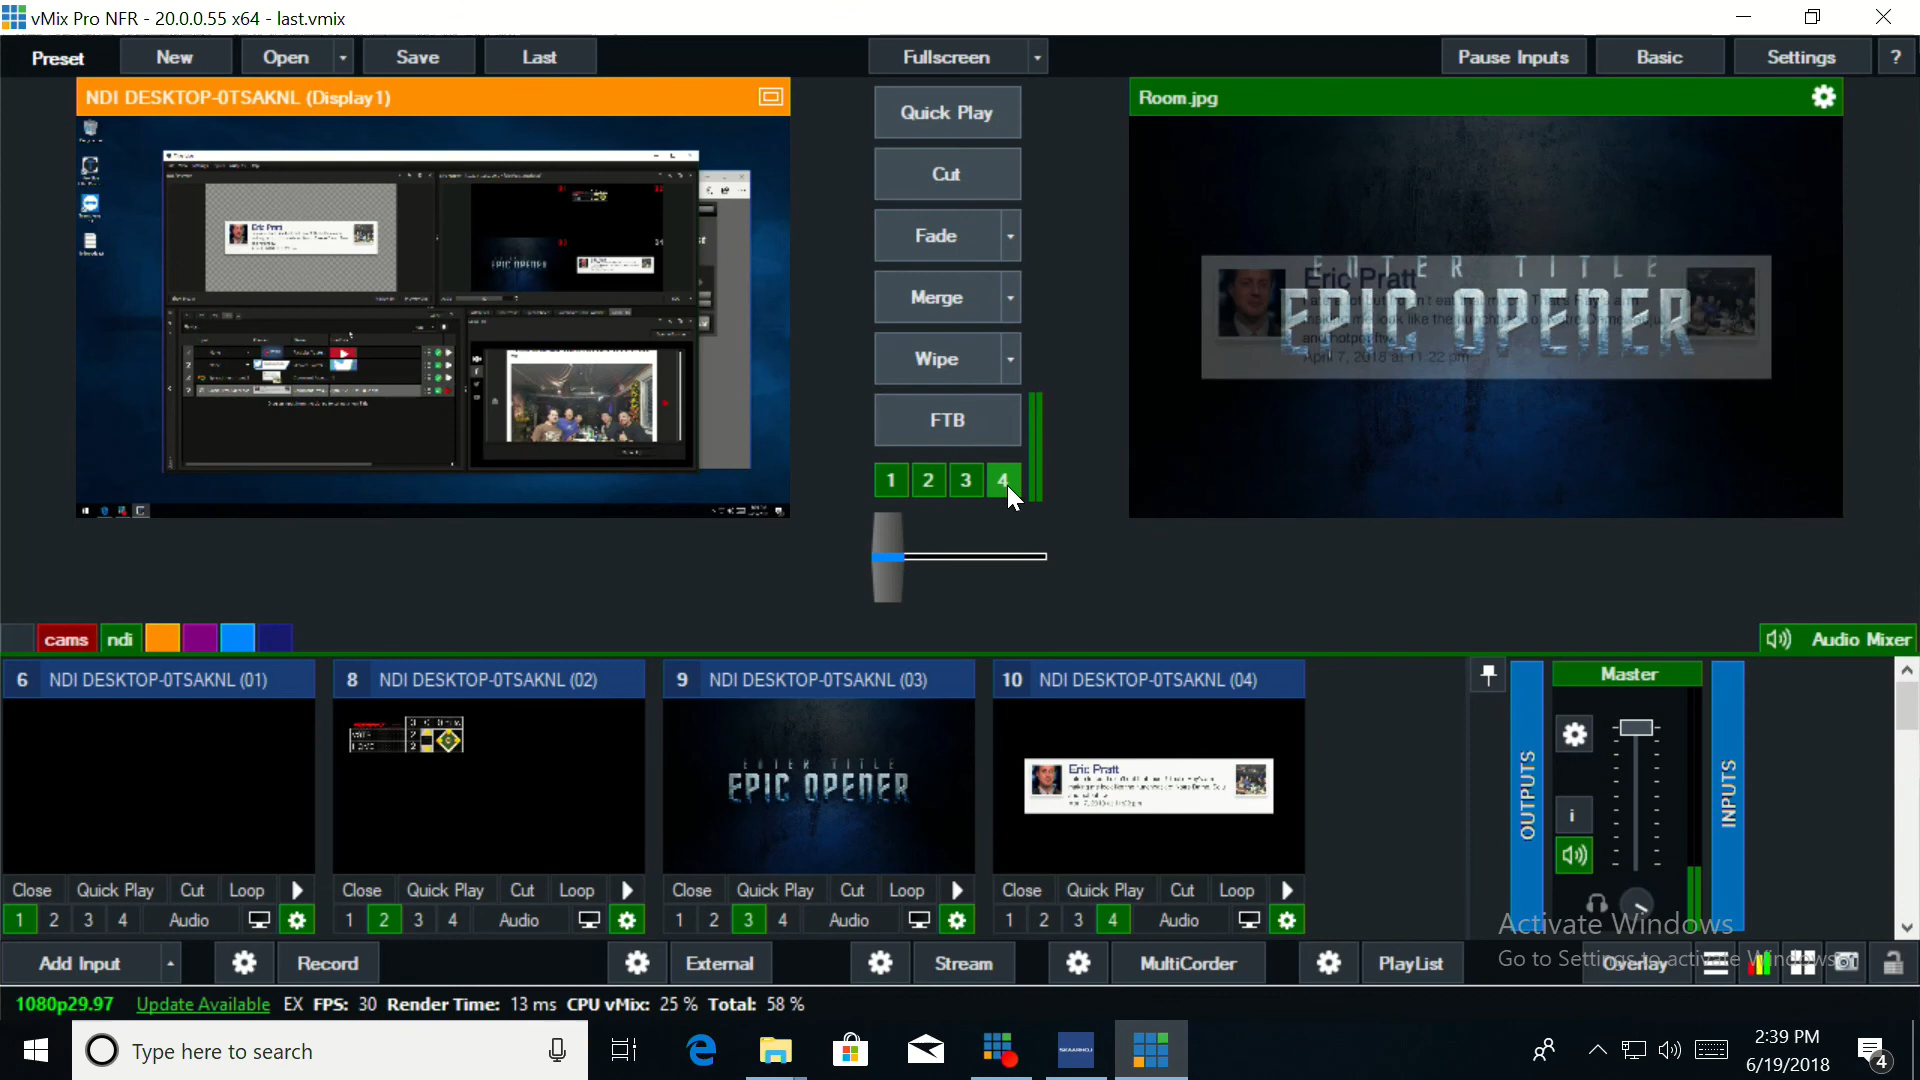 vMix Pro NFR - 20.0.0.55 x64 - last.vmix
Preset
New
Open
Save
Last
Fullscreen
Pause Inputs
Basic
Settings
?
NDI DESKTOP-0TSAKNL (Display1)
Room.jpg
Quick Play
Cut
Fade
Merge
Wipe
FTB
1 2 3 4
Eric Pratt
EPIC OPENER
ENTER TITLE
EPIC OPENER
Eric Pratt
April 7, 2018 at 11:22 pm
cams
ndi
Audio Mixer
6 NDI DESKTOP-0TSAKNL (01)
8 NDI DESKTOP-0TSAKNL (02)
9 NDI DESKTOP-0TSAKNL (03)
10 NDI DESKTOP-0TSAKNL (04)
Master
OUTPUTS
INPUTS
i
ENTER TITLE
EPIC OPENER
Eric Pratt
Close Quick Play Cut Loop
Close Quick Play Cut Loop
Close Quick Play Cut Loop
Close Quick Play Cut Loop
1 2 3 4 Audio
1 2 3 4 Audio
1 2 3 4 Audio
1 2 3 4 Audio
Activate Windows
Go to Settings to activate Windows.
Add Input
Record
External
Stream
MultiCorder
PlayList
Overlay
1080p29.97 Update Available EX FPS: 30 Render Time: 13 ms CPU vMix: 25 % Total: 58 %
Type here to search
SKAARHOJ
2:39 PM
6/19/2018
4